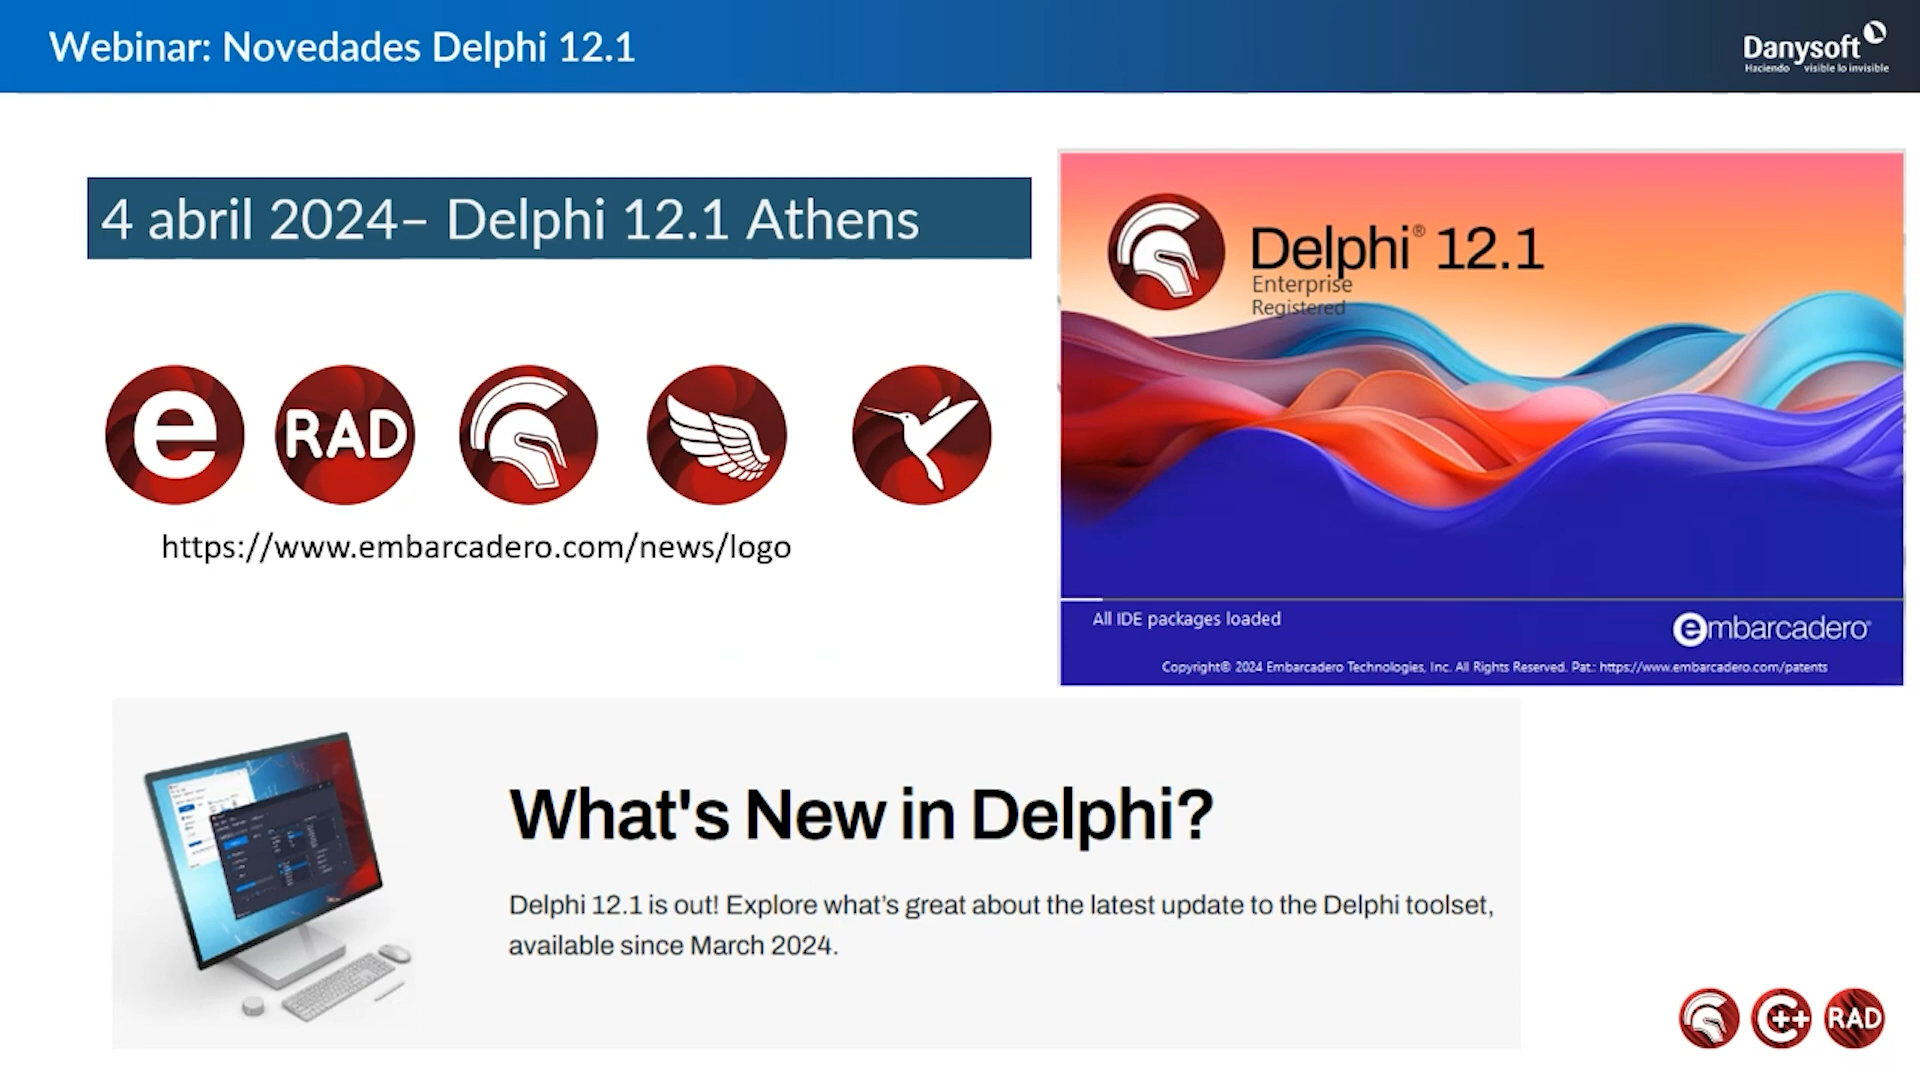 Webinar: Novedades Delphi 12.1
Danysoft
Haciendo visible lo invisible
4 abril 2024– Delphi 12.1 Athens
Delphi® 12.1
Enterprise
Registered
e
RAD
https://www.embarcadero.com/news/logo
All IDE packages loaded
embarcadero®
Copyright© 2024 Embarcadero Technologies, Inc. All Rights Reserved. Pat.: https://www.embarcadero.com/patents
What's New in Delphi?
Delphi 12.1 is out! Explore what’s great about the latest update to the Delphi toolset,
available since March 2024.
C++
RAD